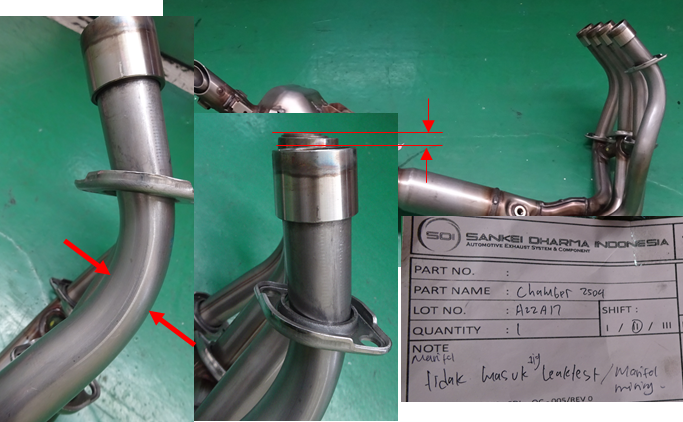 SDI SANKEI DHARMA INDONESIA
AUTOMOTIVE EXHAUST SYSTEM & COMPONENT
PART NO. :
PART NAME : Chamber 2504
LOT NO. : A22A17
SHIFT :
QUANTITY : 1
I / II / III
NOTE
Manifol
tidak masuk jig leaktest / Manifol
miring